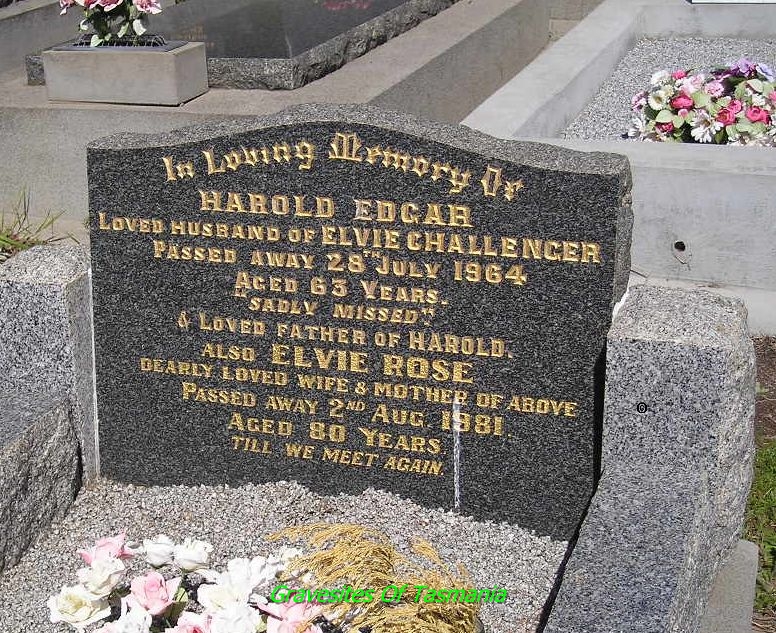 In Loving Memory Of
HAROLD EDGAR
LOVED HUSBAND OF ELVIE CHALLENGER
PASSED AWAY 28TH JULY 1964
AGED 63 YEARS.
"SADLY MISSED"
& LOVED FATHER OF HAROLD.
ALSO ELVIE ROSE
DEARLY LOVED WIFE & MOTHER OF ABOVE
PASSED AWAY 2ND AUG. 1981.
AGED 80 YEARS.
TILL WE MEET AGAIN.
Gravesites Of Tasmania